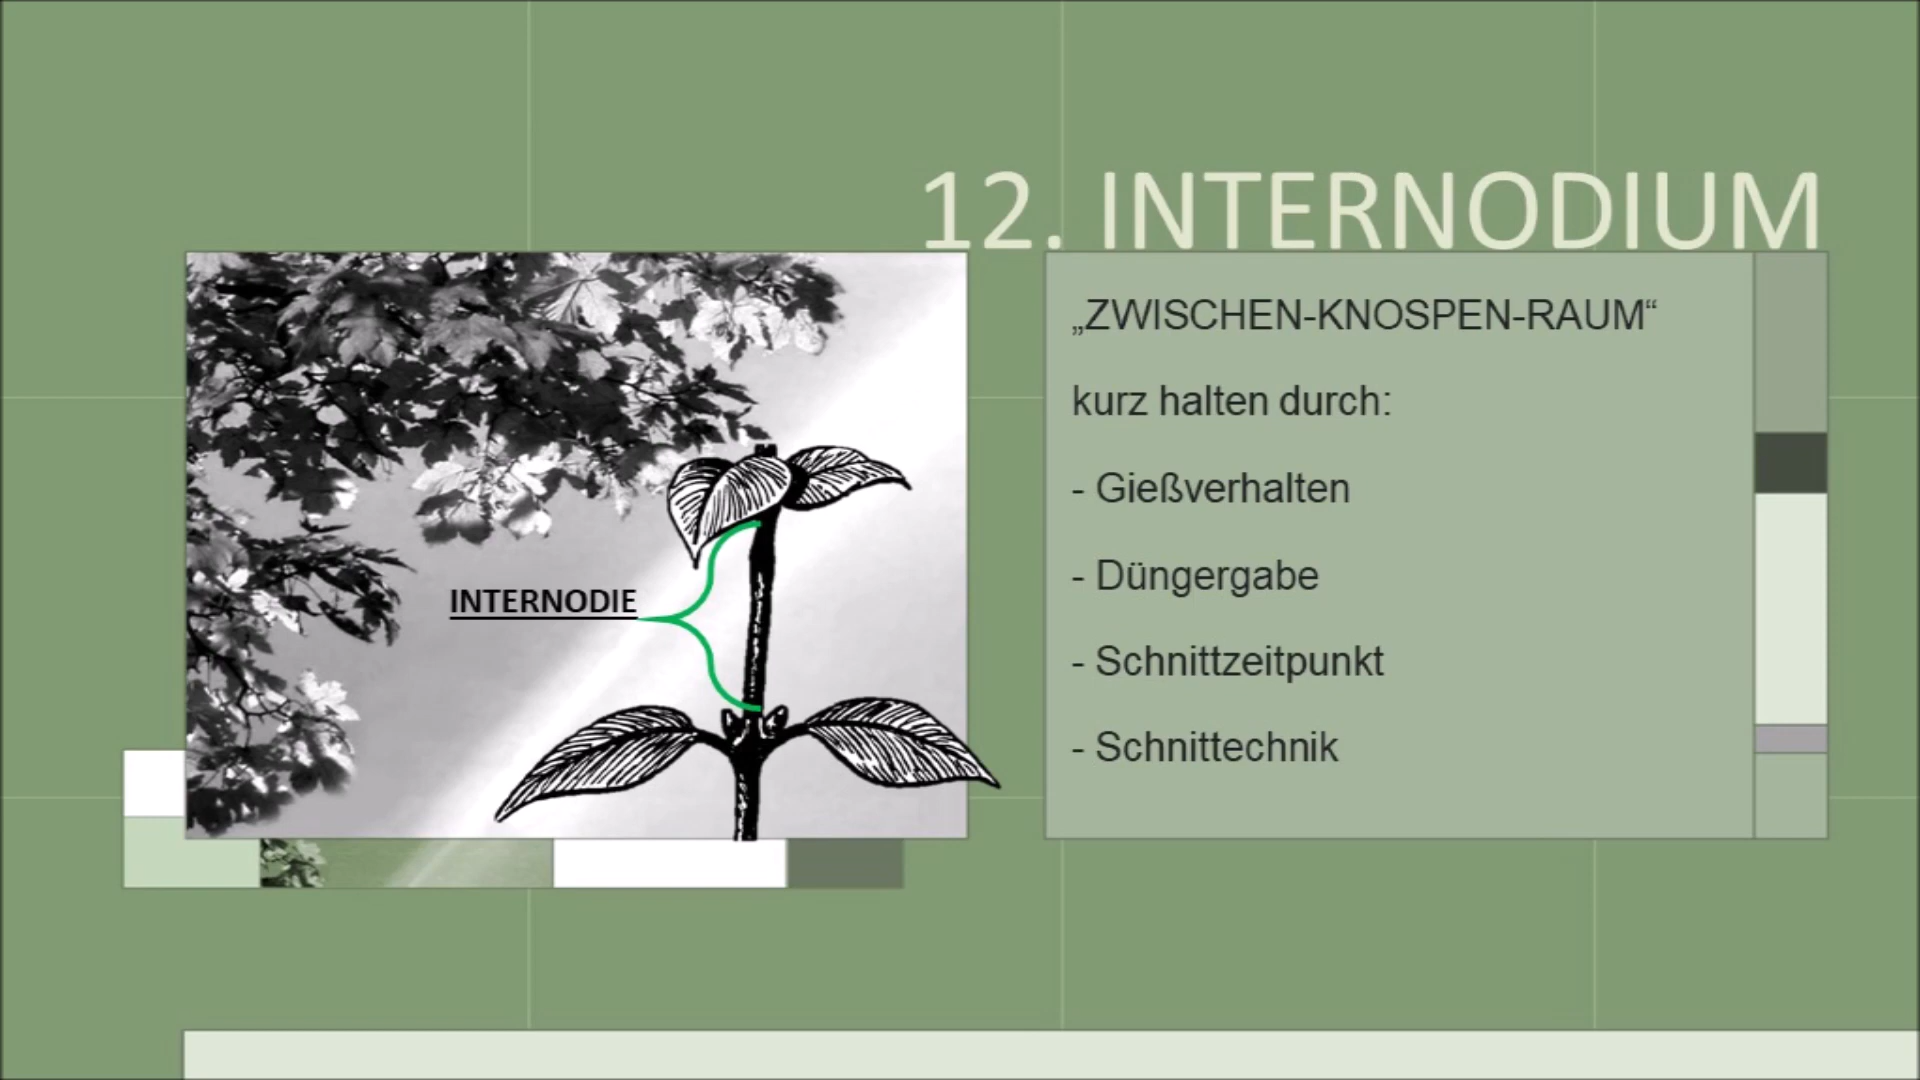 12. INTERNODIUM
INTERNODIE
„ZWISCHEN-KNOSPEN-RAUM“
kurz halten durch:
- Gießverhalten
- Düngergabe
- Schnittzeitpunkt
- Schnittechnik